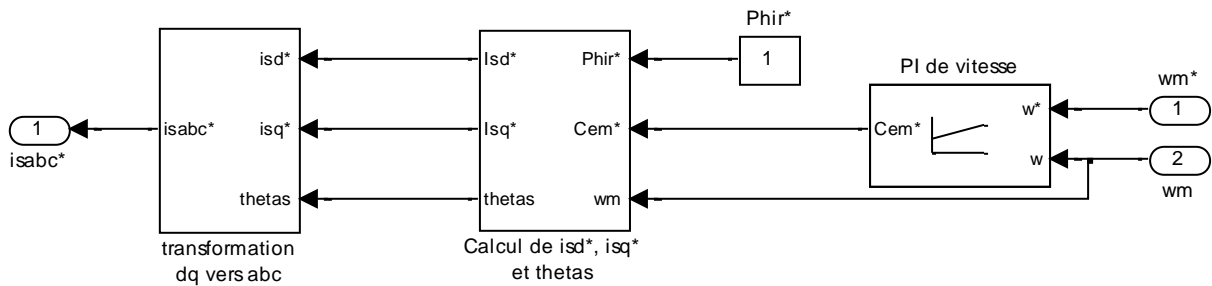 Phir*
1
PI de vitesse
wm*
isd*
Isd*
Phir*
w*
1
1
isabc*
isq*
Isq*
Cem*
Cem*
isabc*
w
2
wm
thetas
thetas
wm
transformation
dq vers abc
Calcul de isd*, isq*
et thetas